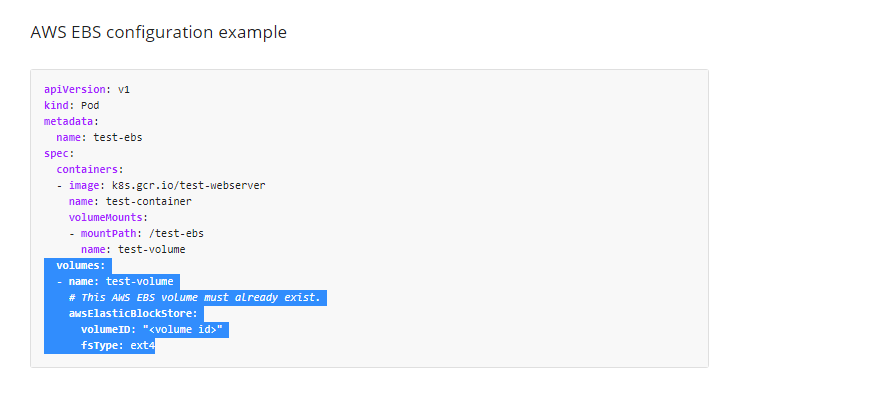 AWS EBS configuration example
apiVersion: v1
kind: Pod
metadata:
  name: test-ebs
spec:
  containers:
  - image: k8s.gcr.io/test-webserver
    name: test-container
    volumeMounts:
    - mountPath: /test-ebs
      name: test-volume
  volumes:
  - name: test-volume
    # This AWS EBS volume must already exist.
    awsElasticBlockStore:
      volumeID: "<volume id>"
      fsType: ext4